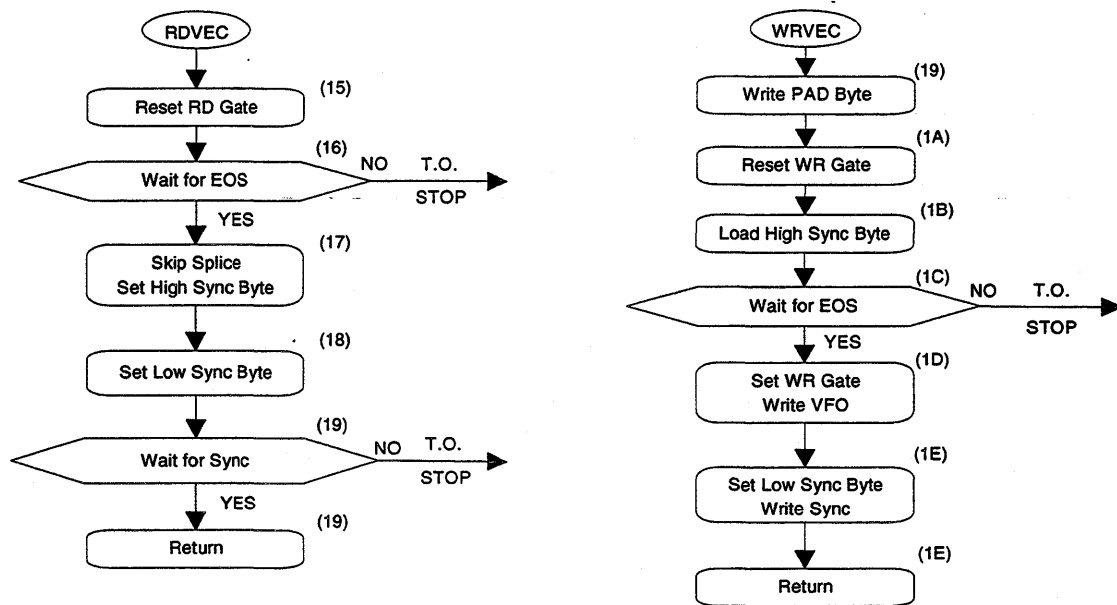 RDVEC
(15)
Reset RD Gate
(16)
Wait for EOS
NO T.O.
STOP
YES
(17)
Skip Splice
Set High Sync Byte
(18)
Set Low Sync Byte
(19)
Wait for Sync
NO T.O.
STOP
YES
(19)
Return
WRVEC
(19)
Write PAD Byte
(1A)
Reset WR Gate
(1B)
Load High Sync Byte
(1C)
Wait for EOS
NO T.O.
STOP
YES
(1D)
Set WR Gate
Write VFO
(1E)
Set Low Sync Byte
Write Sync
(1E)
Return